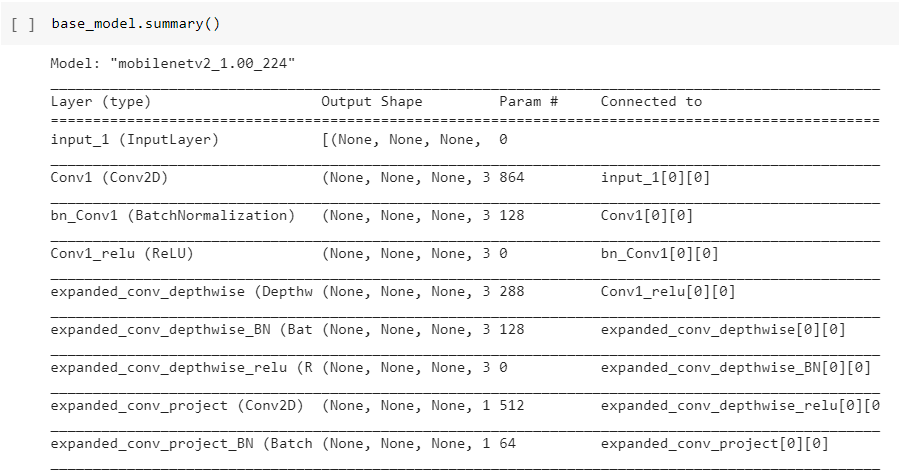 [ ] base_model.summary()
Model: "mobilenetv2_1.00_224"
Layer (type) Output Shape Param # Connected to
input_1 (InputLayer) [(None, None, None, 0
Conv1 (Conv2D) (None, None, None, 3 864 input_1[0][0]
bn_Conv1 (BatchNormalization) (None, None, None, 3 128 Conv1[0][0]
Conv1_relu (ReLU) (None, None, None, 3 0 bn_Conv1[0][0]
expanded_conv_depthwise (Depthw (None, None, None, 3 288 Conv1_relu[0][0]
expanded_conv_depthwise_BN (Bat (None, None, None, 3 128 expanded_conv_depthwise[0][0]
expanded_conv_depthwise_relu (R (None, None, None, 3 0 expanded_conv_depthwise_BN[0][0]
expanded_conv_project (Conv2D) (None, None, None, 1 512 expanded_conv_depthwise_relu[0][0
expanded_conv_project_BN (Batch (None, None, None, 1 64 expanded_conv_project[0][0]